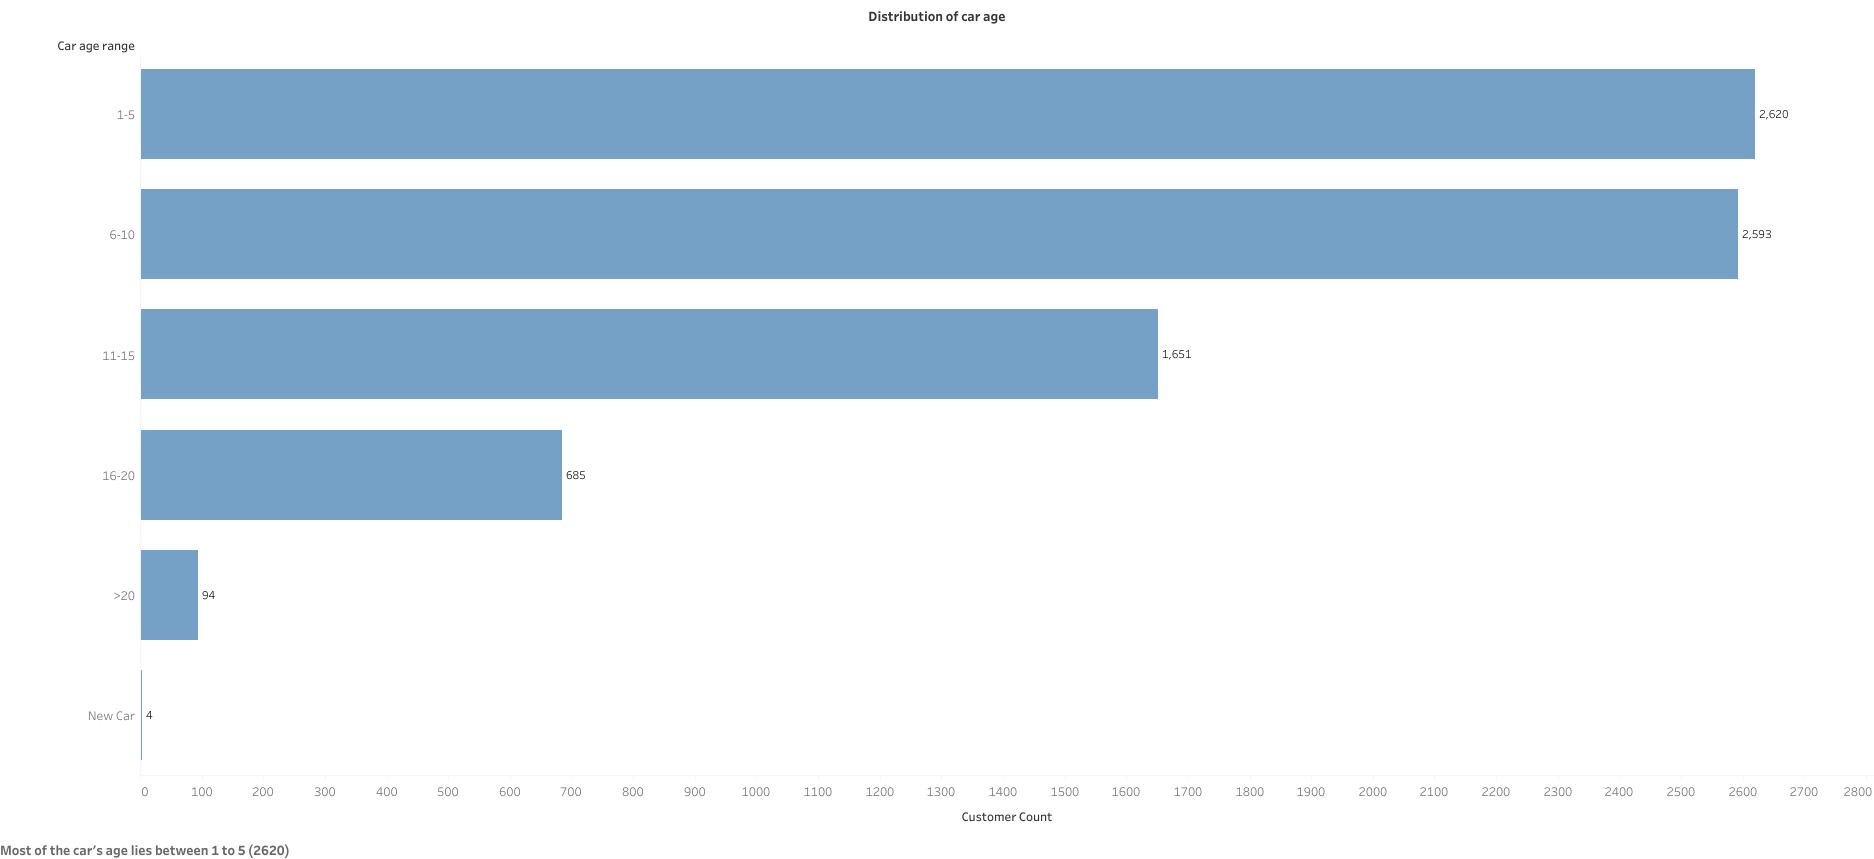 Distribution of car age
Car age range
1-5
2,620
6-10
2,593
11-15
1,651
16-20
685
>20
94
New Car
4
0 100 200 300 400 500 600 700 800 900 1000 1100 1200 1300 1400 1500 1600 1700 1800 1900 2000 2100 2200 2300 2400 2500 2600 2700 2800
Customer Count
Most of the car's age lies between 1 to 5 (2620)